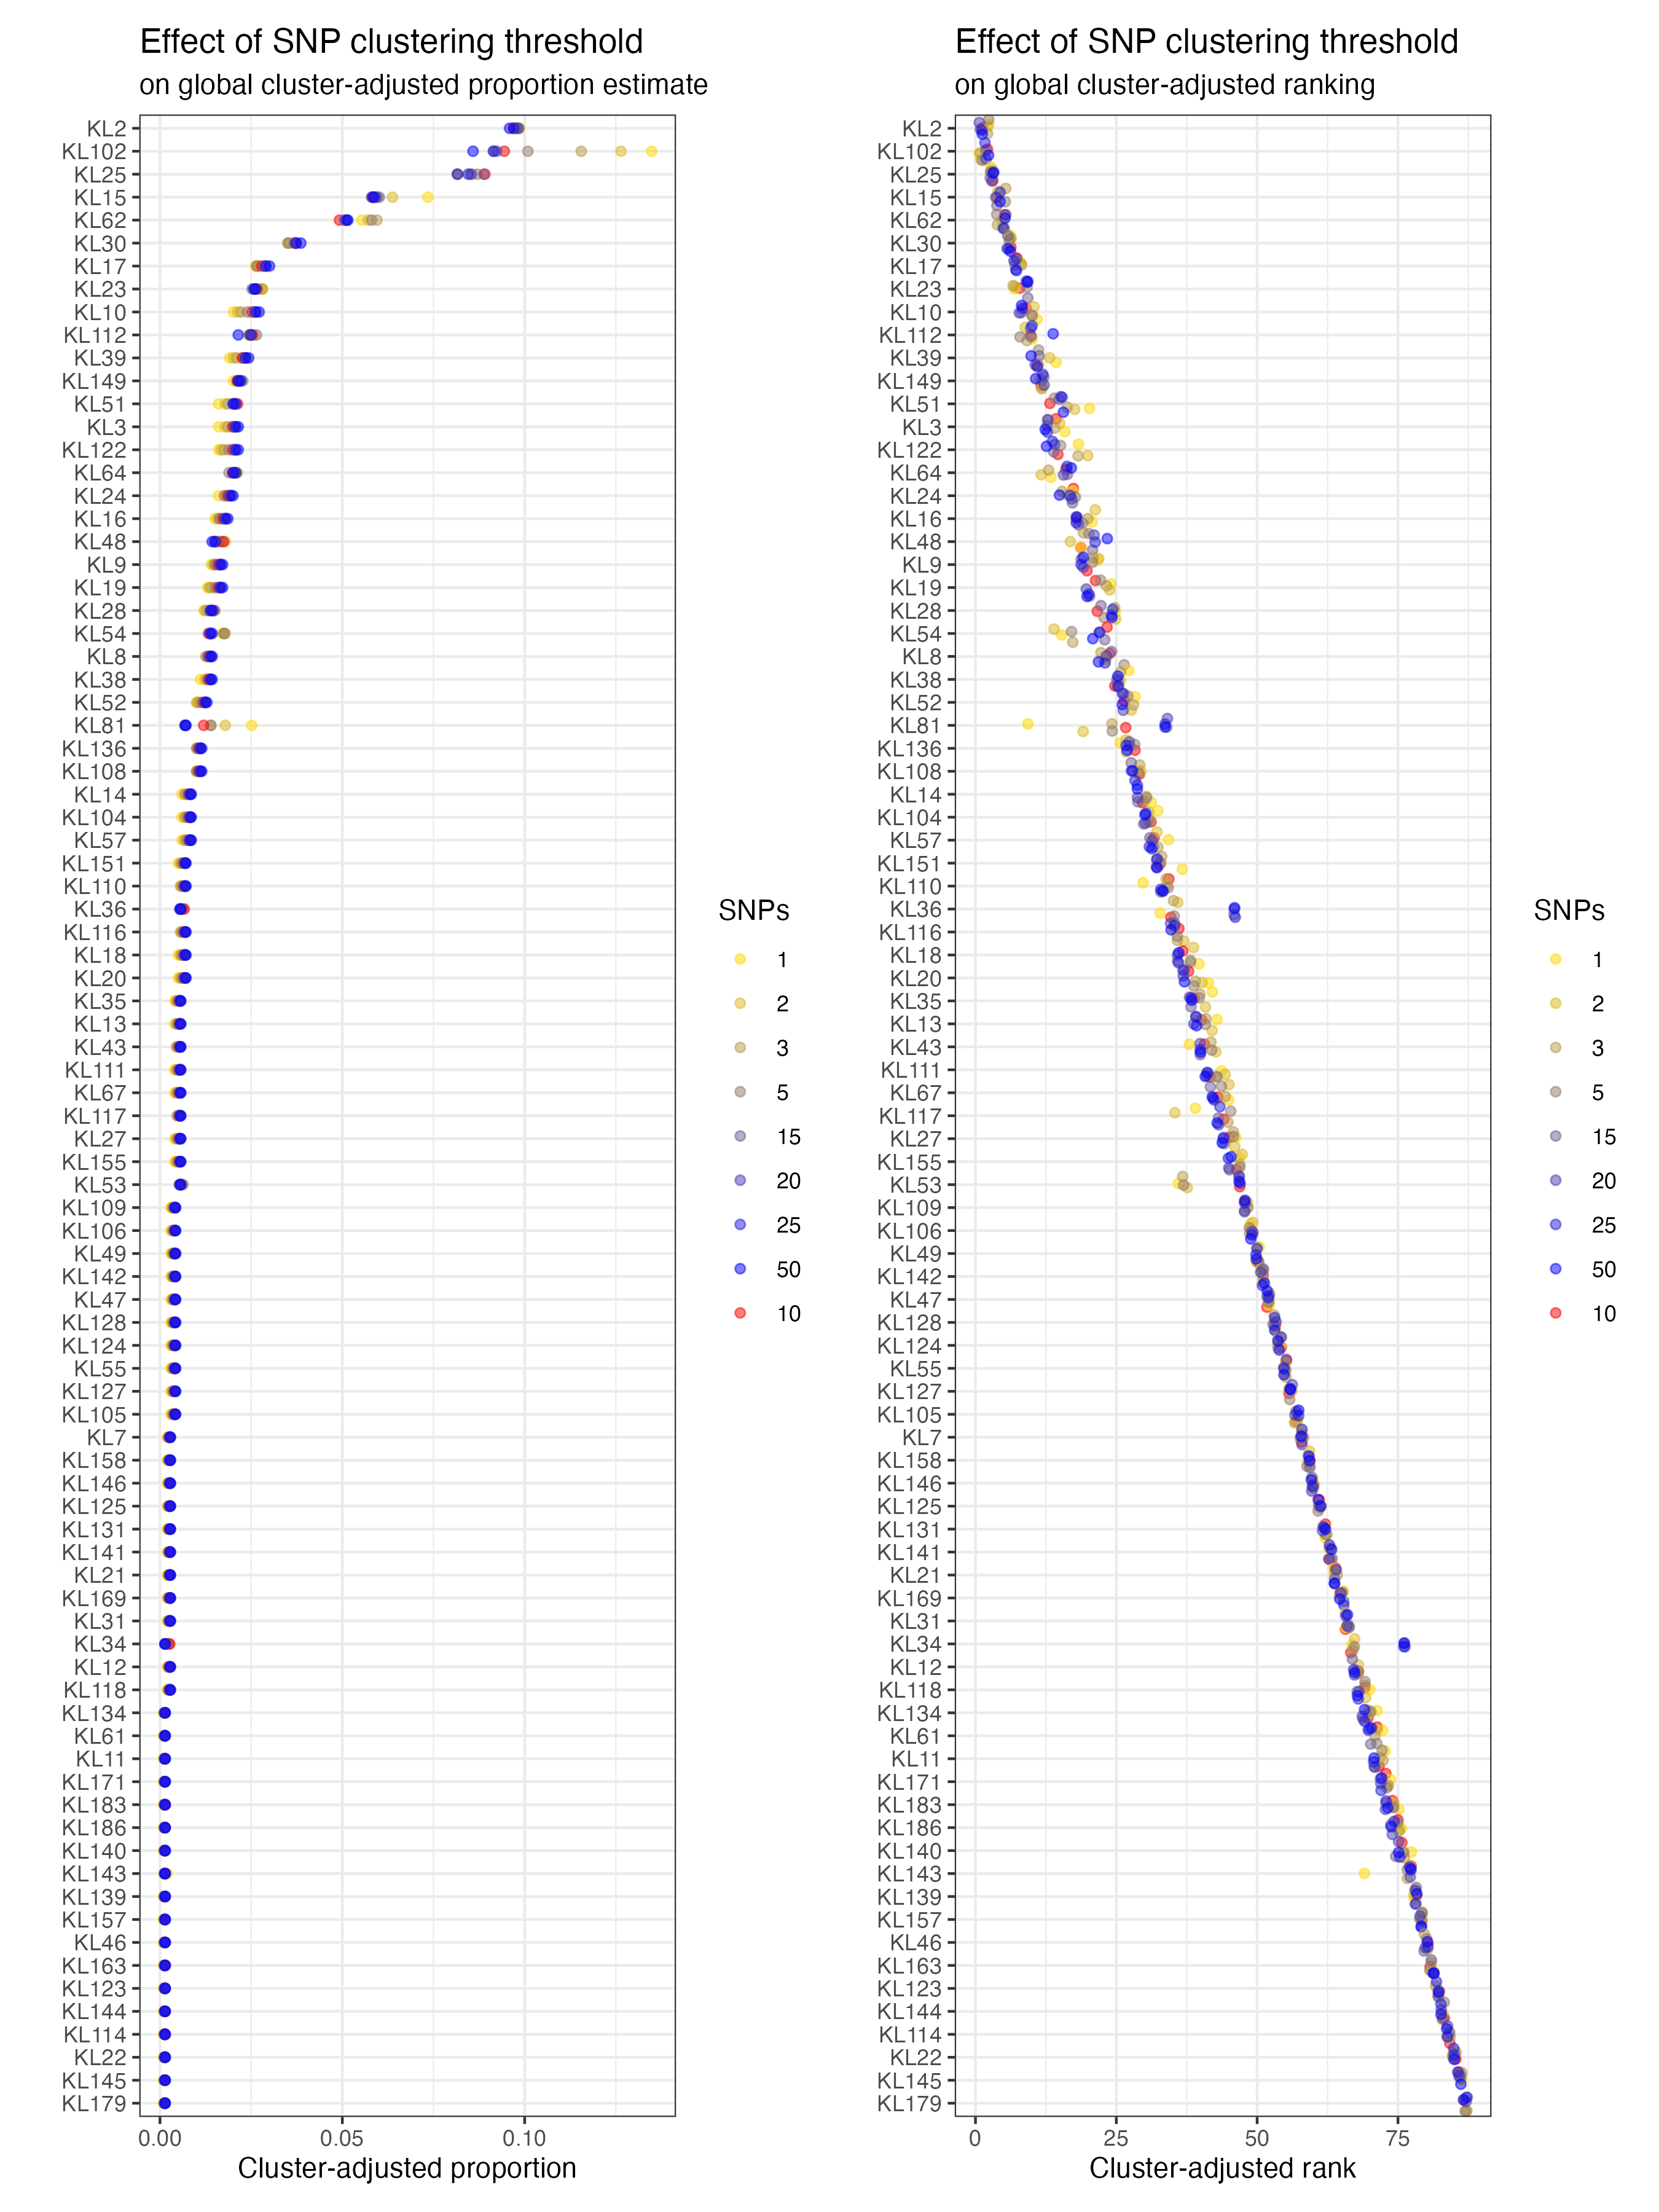 Effect of SNP clustering threshold
on global cluster-adjusted proportion estimate
KL2
KL102
KL25
KL15
KL62
KL30
KL17
KL23
KL10
KL112
KL39
KL149
KL51
KL3
KL122
KL64
KL24
KL16
KL48
KL9
KL19
KL28
KL54
KL8
KL38
KL52
KL81
KL136
KL108
KL14
KL104
KL57
KL151
KL110
KL36
KL116
KL18
KL20
KL35
KL13
KL43
KL111
KL67
KL117
KL27
KL155
KL53
KL109
KL106
KL49
KL142
KL47
KL128
KL124
KL55
KL127
KL105
KL7
KL158
KL146
KL125
KL131
KL141
KL21
KL169
KL31
KL34
KL12
KL118
KL134
KL61
KL11
KL171
KL183
KL186
KL140
KL143
KL139
KL157
KL46
KL163
KL123
KL144
KL114
KL22
KL145
KL179
0.00 0.05 0.10
Cluster-adjusted proportion
SNPs
1
2
3
5
15
20
25
50
10
Effect of SNP clustering threshold
on global cluster-adjusted ranking
KL2
KL102
KL25
KL15
KL62
KL30
KL17
KL23
KL10
KL112
KL39
KL149
KL51
KL3
KL122
KL64
KL24
KL16
KL48
KL9
KL19
KL28
KL54
KL8
KL38
KL52
KL81
KL136
KL108
KL14
KL104
KL57
KL151
KL110
KL36
KL116
KL18
KL20
KL35
KL13
KL43
KL111
KL67
KL117
KL27
KL155
KL53
KL109
KL106
KL49
KL142
KL47
KL128
KL124
KL55
KL127
KL105
KL7
KL158
KL146
KL125
KL131
KL141
KL21
KL169
KL31
KL34
KL12
KL118
KL134
KL61
KL11
KL171
KL183
KL186
KL140
KL143
KL139
KL157
KL46
KL163
KL123
KL144
KL114
KL22
KL145
KL179
0 25 50 75
Cluster-adjusted rank
SNPs
1
2
3
5
15
20
25
50
10